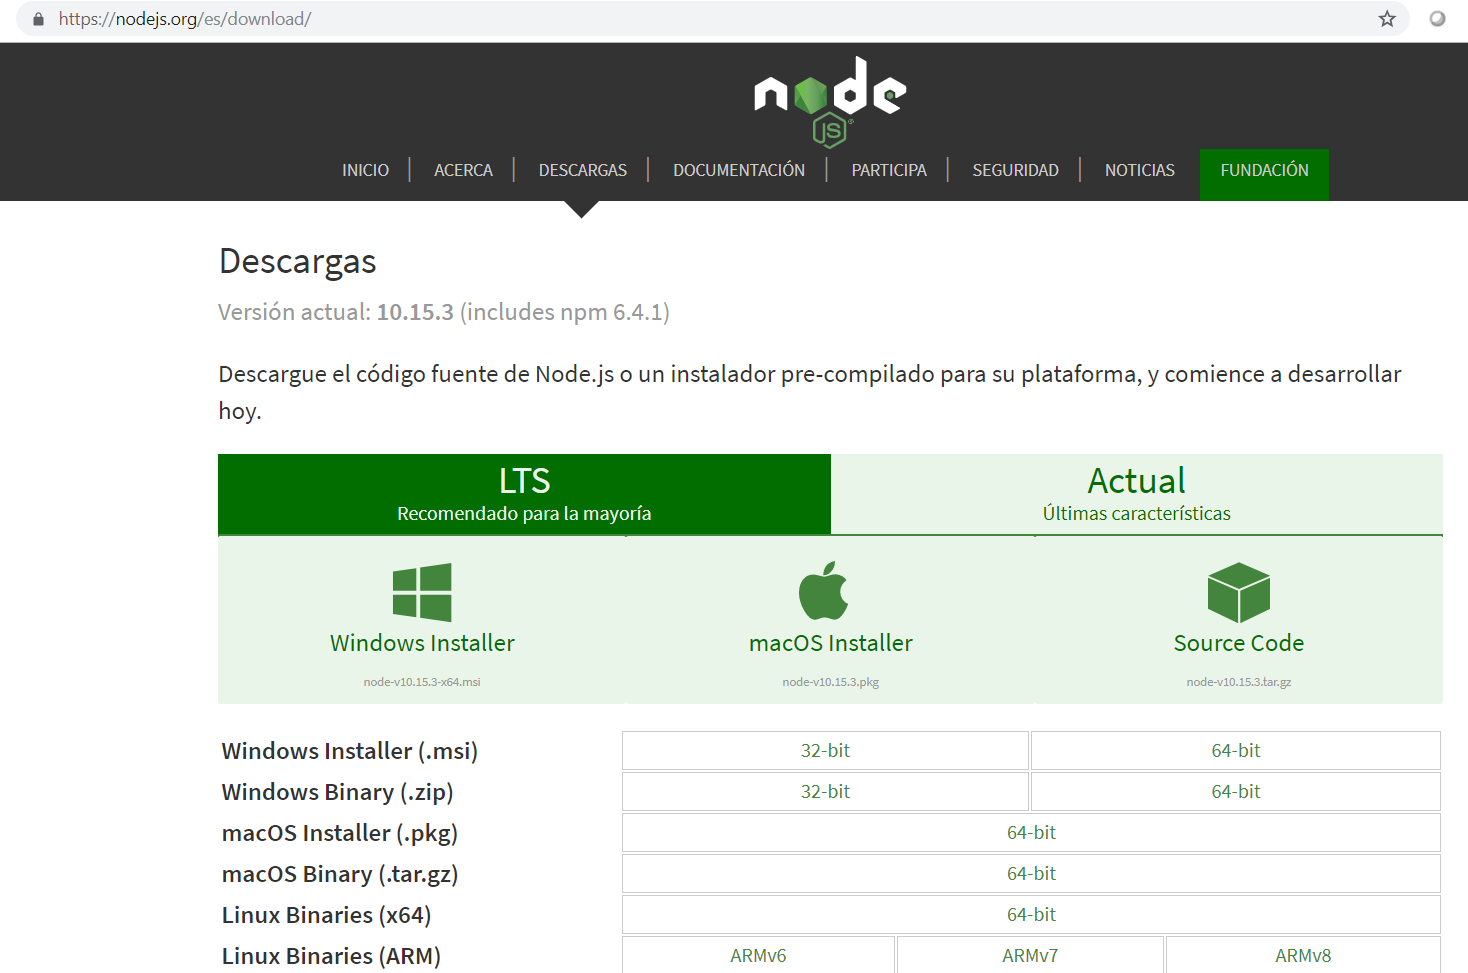 https://nodejs.org/es/download/
node
JS
INICIO | ACERCA | DESCARGAS | DOCUMENTACIÓN | PARTICIPA | SEGURIDAD | NOTICIAS FUNDACIÓN
Descargas
Versión actual: 10.15.3 (includes npm 6.4.1)
Descargue el código fuente de Node.js o un instalador pre-compilado para su plataforma, y comience a desarrollar
hoy.
LTS
Recomendado para la mayoría
Actual
Últimas características
Windows Installer
node-v10.15.3-x64.msi
macOS Installer
node-v10.15.3.pkg
Source Code
node-v10.15.3.tar.gz
Windows Installer (.msi) 32-bit 64-bit
Windows Binary (.zip) 32-bit 64-bit
macOS Installer (.pkg) 64-bit
macOS Binary (.tar.gz) 64-bit
Linux Binaries (x64) 64-bit
Linux Binaries (ARM) ARMv6 ARMv7 ARMv8